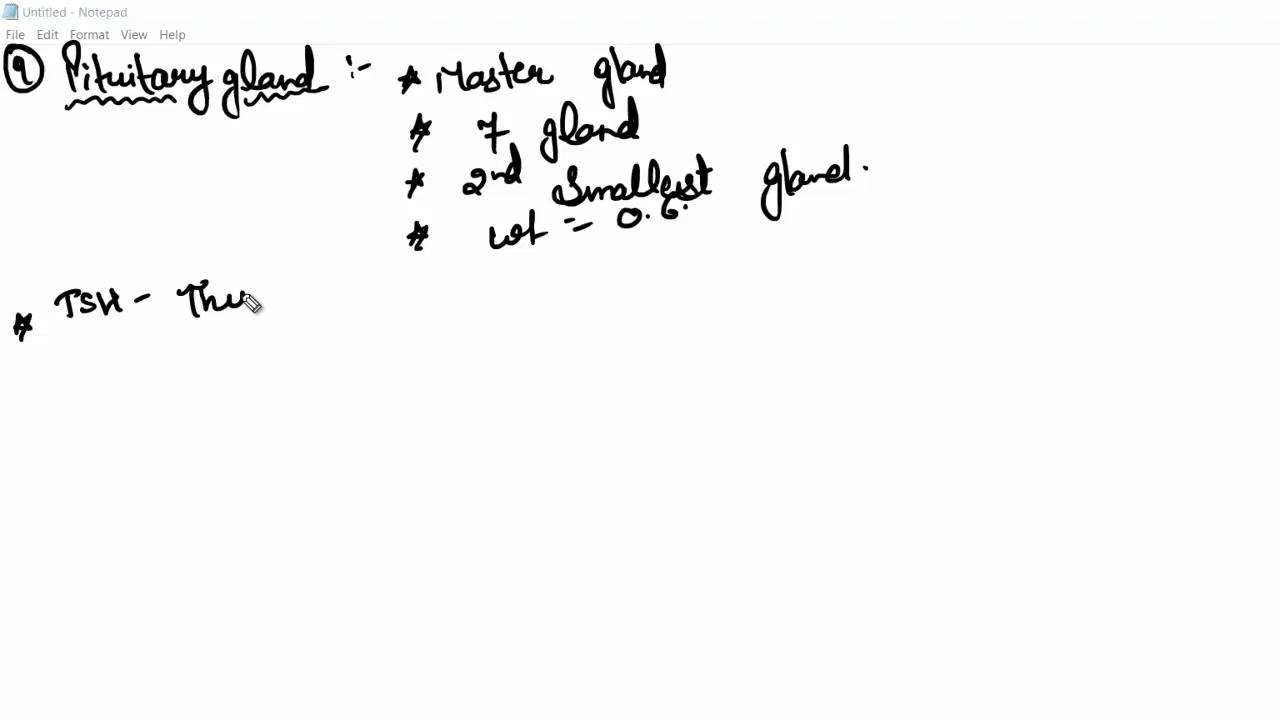 Untitled - Notepad
File Edit Format View Help
9 Pituitary gland :- * Master gland
* 7 gland
* 2nd Smallest gland.
* wt = 0.6.
* TSH - Thy